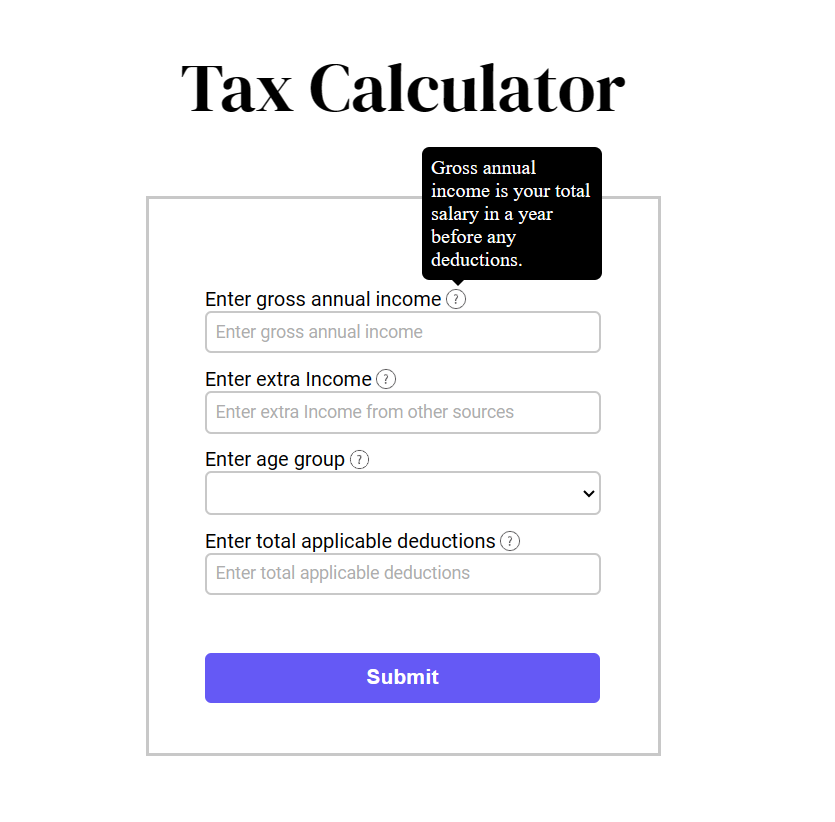 Tax Calculator
Gross annual
income is your total
salary in a year
before any
deductions.
Enter gross annual income ?
Enter gross annual income
Enter extra Income ?
Enter extra Income from other sources
Enter age group ?
Enter total applicable deductions ?
Enter total applicable deductions
Submit